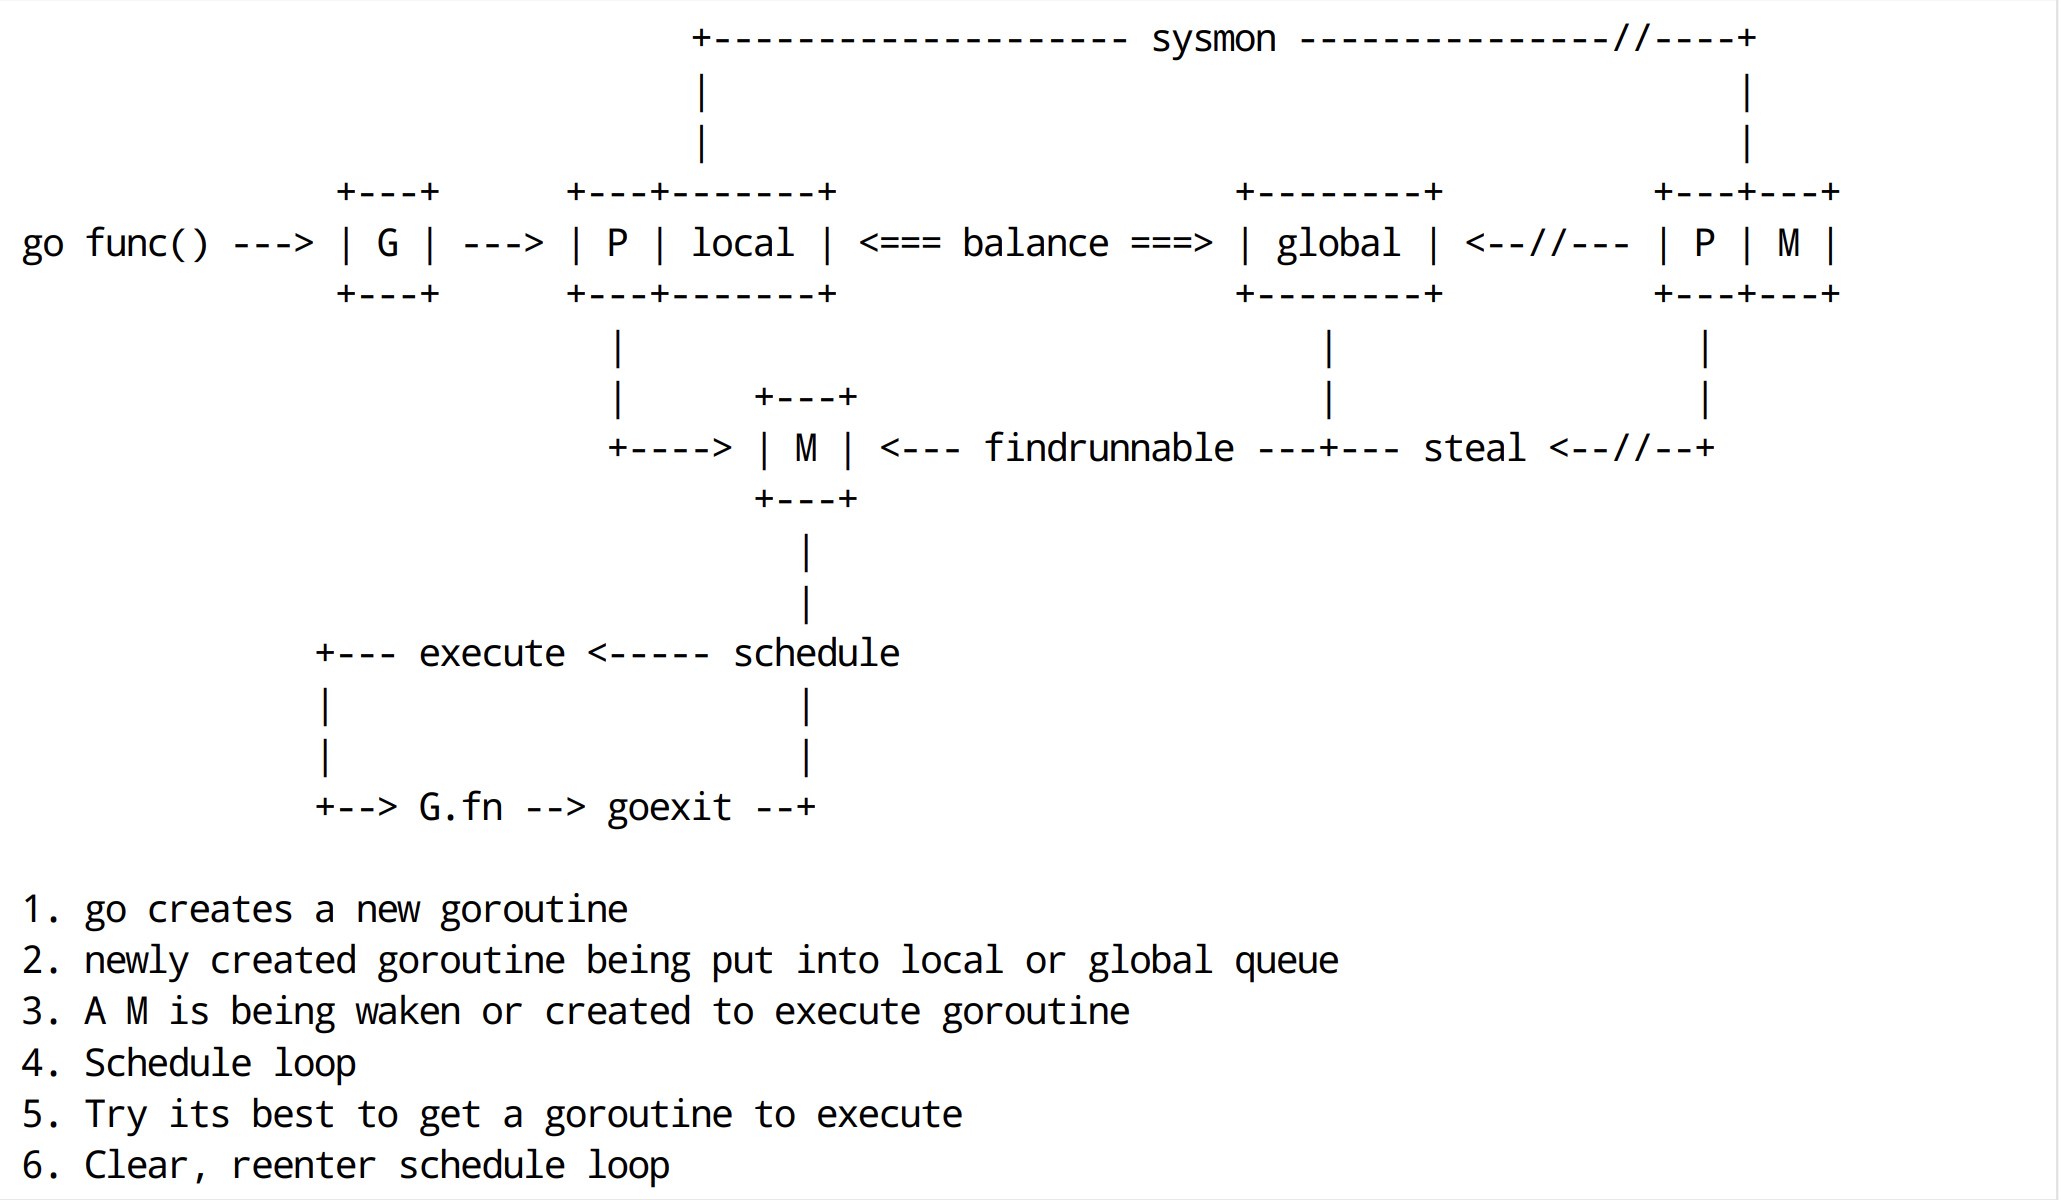 +-------------------- sysmon ---------------//----+
|                                                 |
|                                                 |
+---+      +---+-------+                   +--------+          +---+---+
go func() ---> | G | ---> | P | local | <=== balance ===> | global | <--//--- | P | M |
+---+      +---+-------+                   +--------+          +---+---+
|                                 |                 |
|      +---+                      |                 |
+----> | M | <--- findrunnable ---+--- steal <--//--+
+---+
|
|
+--- execute <----- schedule
|                      |
|                      |
+--> G.fn --> goexit --+
1. go creates a new goroutine
2. newly created goroutine being put into local or global queue
3. A M is being waken or created to execute goroutine
4. Schedule loop
5. Try its best to get a goroutine to execute
6. Clear, reenter schedule loop